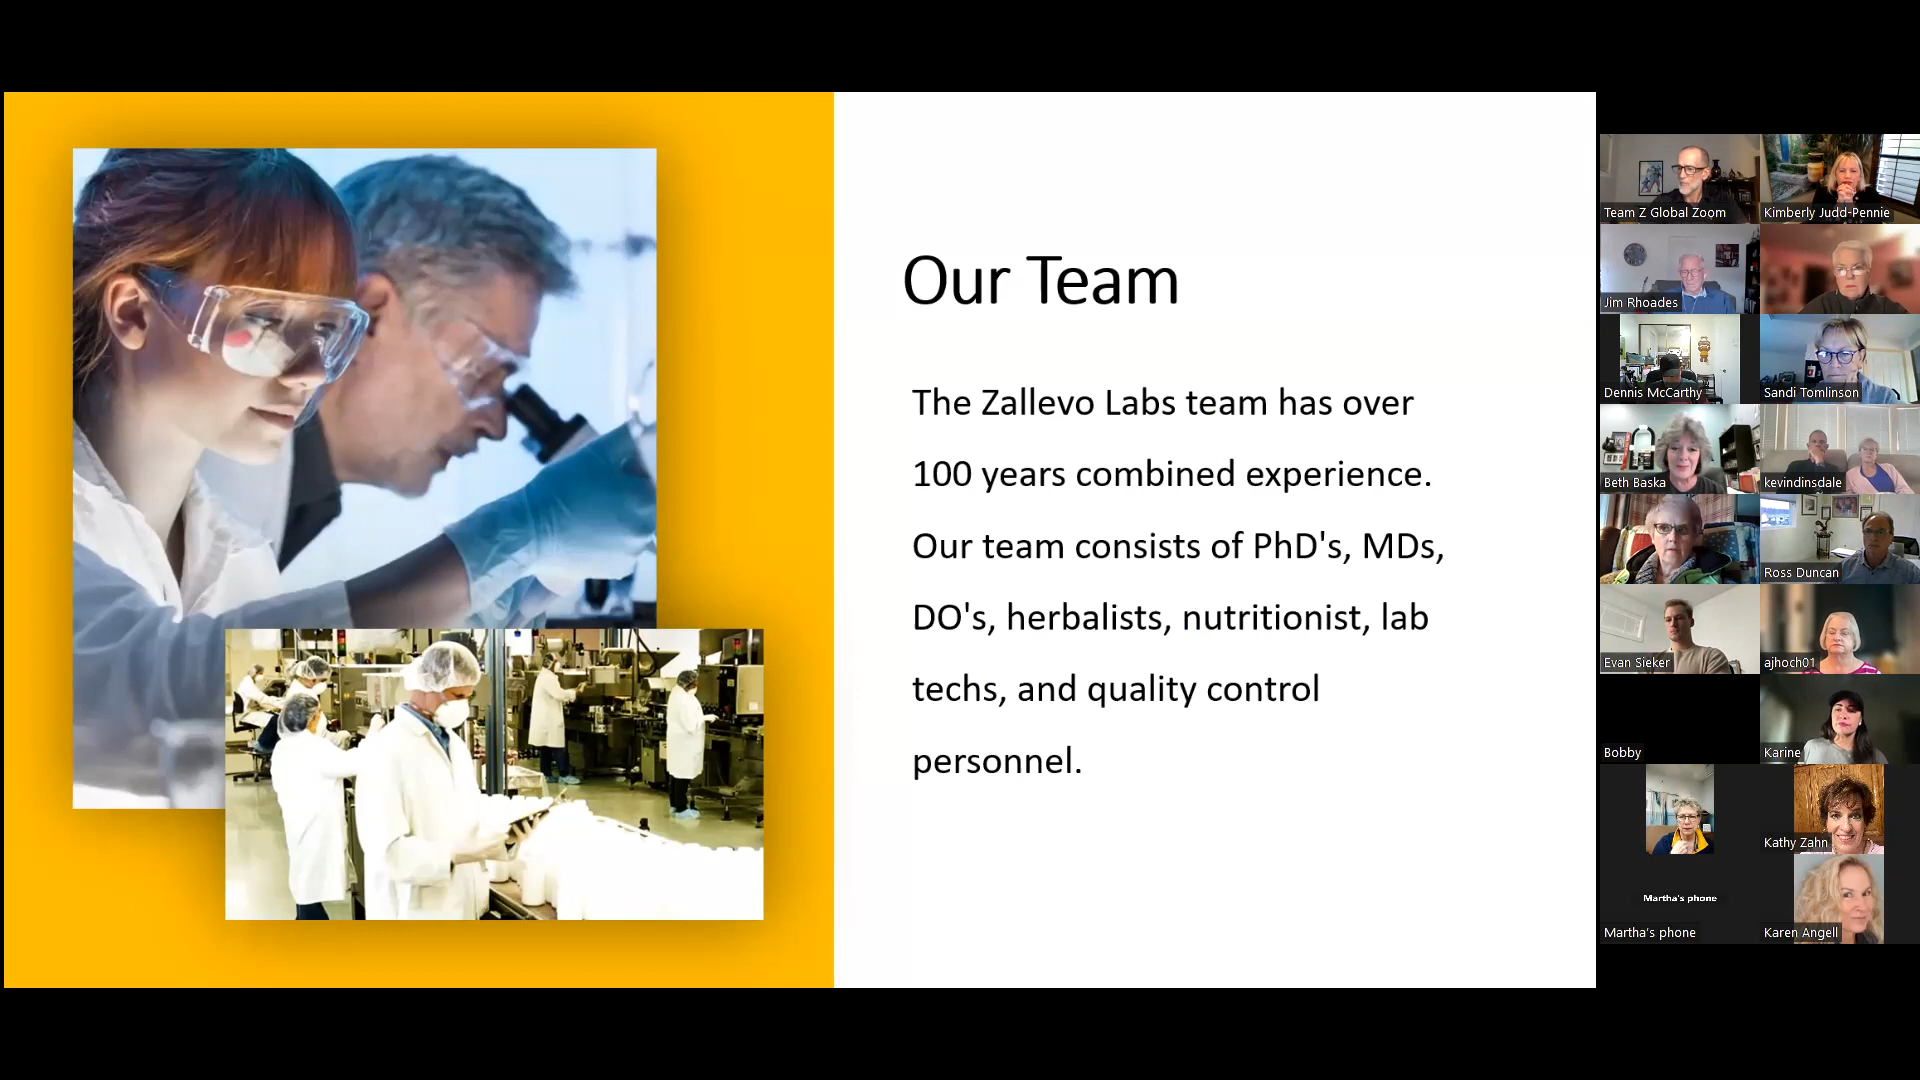 Our Team
The Zallevo Labs team has over
100 years combined experience.
Our team consists of PhD's, MDs,
DO's, herbalists, nutritionist, lab
techs, and quality control
personnel.
Team Z Global Zoom
Kimberly Judd-Pennie
Jim Rhoades
Dennis McCarthy
Sandi Tomlinson
Beth Baska
kevindinsdale
Ross Duncan
Evan Sieker
ajhoch01
Bobby
Karine
Kathy Zahn
Martha's phone
Martha's phone
Karen Angell